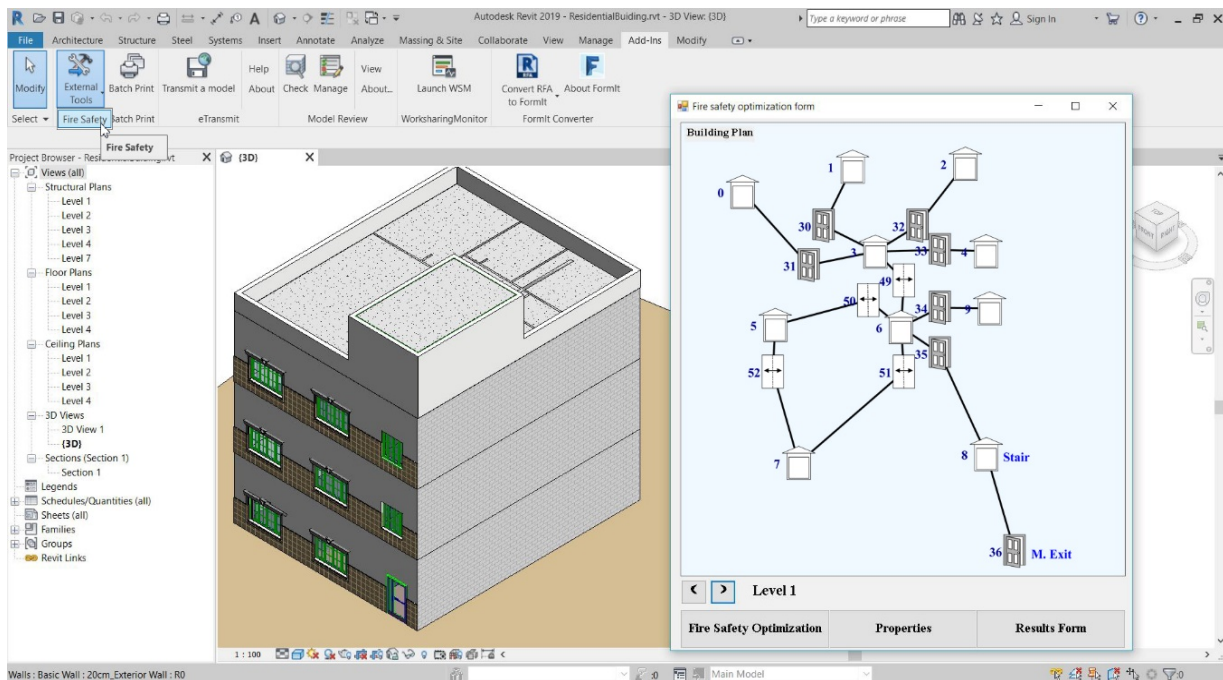 Autodesk Revit 2019 - ResidentialBuiding.rvt - 3D View: {3D}
Type a keyword or phrase
Sign In
File Architecture Structure Steel Systems Insert Annotate Analyze Massing & Site Collaborate View Manage Add-Ins Modify
Modify
External Tools
Batch Print
Transmit a model
Help
About
Check
Manage
View
About...
Launch WSM
Convert RFA to FormIt
About FormIt
Select
Fire Safety
Batch Print
eTransmit
Model Review
WorksharingMonitor
FormIt Converter
Fire Safety
{3D}
Views (all)
Structural Plans
Level 1
Level 2
Level 3
Level 4
Level 7
Floor Plans
Level 1
Level 2
Level 3
Level 4
Ceiling Plans
Level 1
Level 2
Level 3
Level 4
3D Views
3D View 1
{3D}
Sections (Section 1)
Section 1
Legends
Schedules/Quantities (all)
Sheets (all)
Families
Groups
Revit Links
TOP
FRONT
RIGHT
Fire safety optimization form
Building Plan
1
2
0
30
32
3
33
4
31
49
50
34
9
5
6
35
52
51
7
8 Stair
36 M. Exit
Level 1
Fire Safety Optimization
Properties
Results Form
1 : 100
Walls : Basic Wall : 20cm_Exterior Wall : R0
:0
Main Model
:0